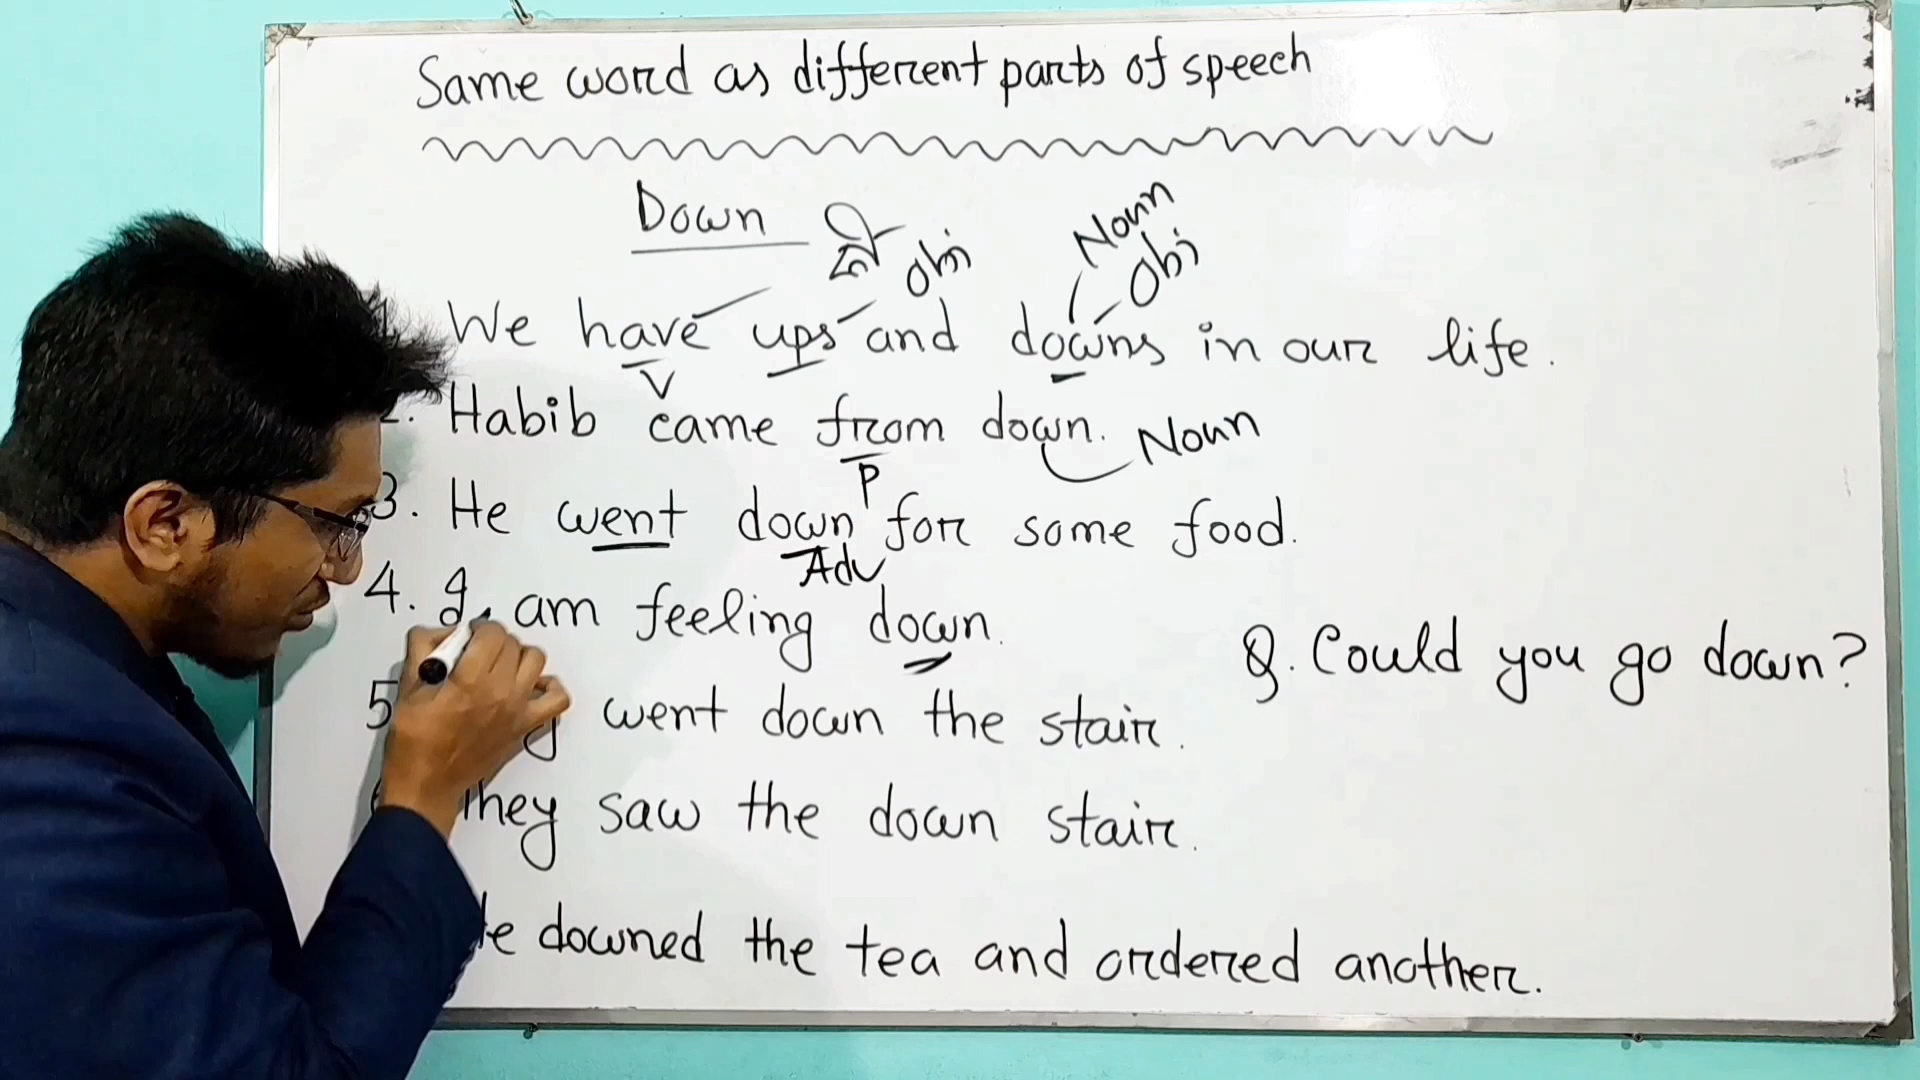 Same word as different parts of speech
Down কী obj Noun Obj
We have ups and downs in our life.
V
2. Habib came from down. Noun
P
3. He went down for some food.
Adv
4. I am feeling down.
Q. Could you go down?
5 went down the stair.
They saw the down stair.
He downed the tea and ordered another.